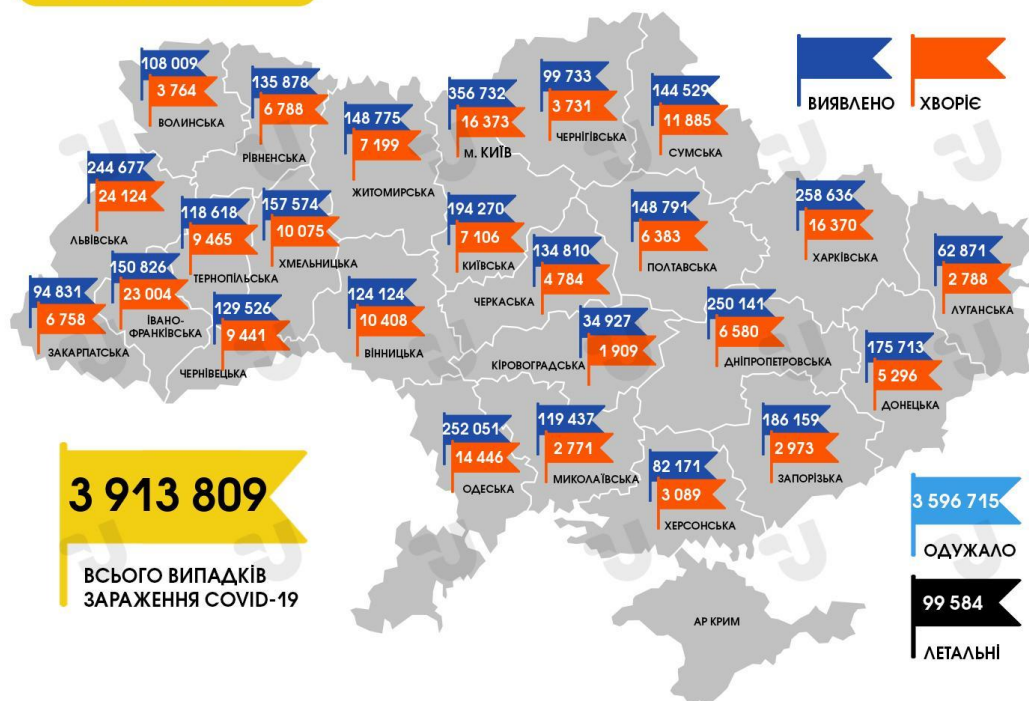 108 009
3 764
ВОЛИНСЬКА
135 878
6 788
РІВНЕНСЬКА
148 775
7 199
ЖИТОМИРСЬКА
356 732
16 373
м. КИЇВ
99 733
3 731
ЧЕРНІГІВСЬКА
144 529
11 885
СУМСЬКА
ВИЯВЛЕНО
ХВОРІЄ
244 677
24 124
ЛЬВІВСЬКА
118 618
9 465
ТЕРНОПІЛЬСЬКА
157 574
10 075
ХМЕЛЬНИЦЬКА
194 270
7 106
КИЇВСЬКА
134 810
4 784
ЧЕРКАСЬКА
148 791
6 383
ПОЛТАВСЬКА
258 636
16 370
ХАРКІВСЬКА
62 871
2 788
ЛУГАНСЬКА
94 831
6 758
ЗАКАРПАТСЬКА
150 826
23 004
ІВАНО-
ФРАНКІВСЬКА
129 526
9 441
ЧЕРНІВЕЦЬКА
124 124
10 408
ВІННИЦЬКА
34 927
1 909
КІРОВОГРАДСЬКА
250 141
6 580
ДНІПРОПЕТРОВСЬКА
175 713
5 296
ДОНЕЦЬКА
252 051
14 446
ОДЕСЬКА
119 437
2 771
МИКОЛАЇВСЬКА
82 171
3 089
ХЕРСОНСЬКА
186 159
2 973
ЗАПОРІЗЬКА
3 913 809
ВСЬОГО ВИПАДКІВ
ЗАРАЖЕННЯ COVID-19
3 596 715
ОДУЖАЛО
99 584
ЛЕТАЛЬНІ
АР КРИМ